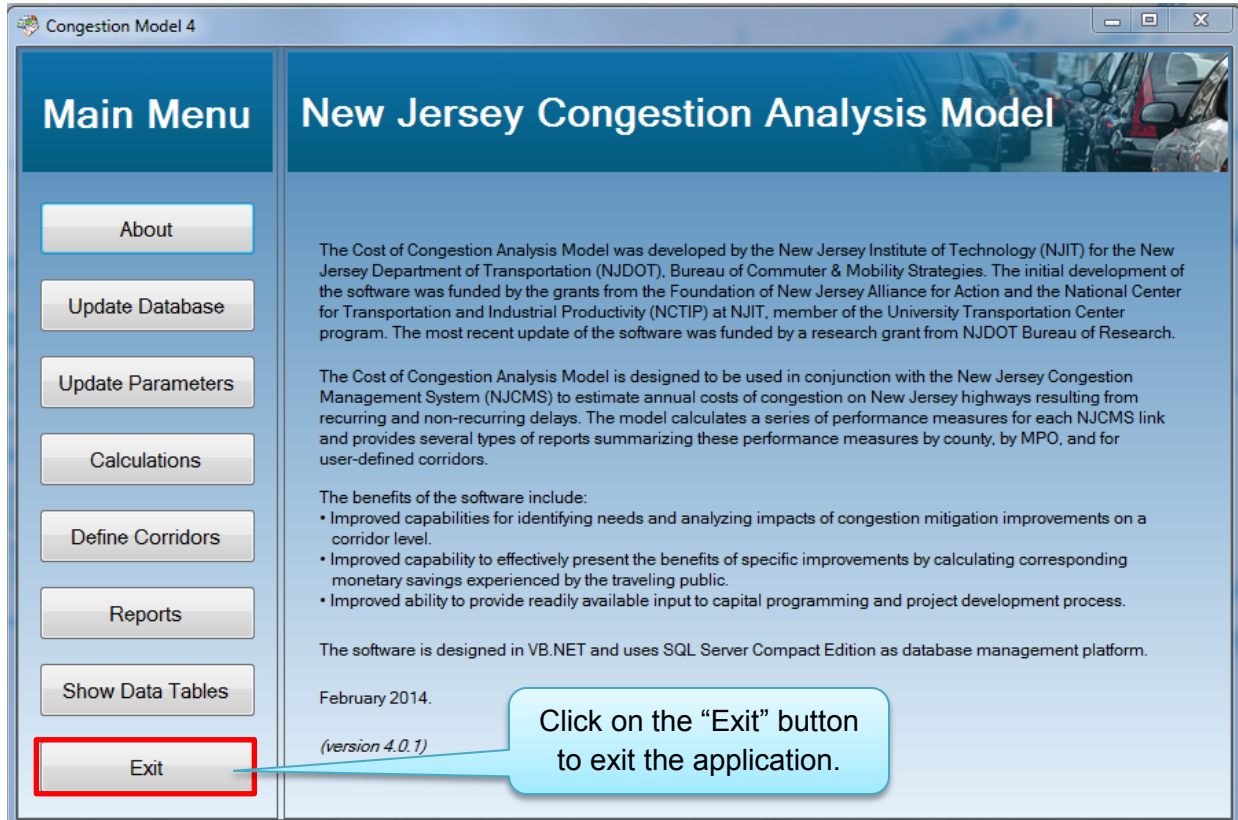 Congestion Model 4
Main Menu
New Jersey Congestion Analysis Model
About
Update Database
Update Parameters
Calculations
Define Corridors
Reports
Show Data Tables
Exit
The Cost of Congestion Analysis Model was developed by the New Jersey Institute of Technology (NJIT) for the New
Jersey Department of Transportation (NJDOT), Bureau of Commuter & Mobility Strategies. The initial development of
the software was funded by the grants from the Foundation of New Jersey Alliance for Action and the National Center
for Transportation and Industrial Productivity (NCTIP) at NJIT, member of the University Transportation Center
program. The most recent update of the software was funded by a research grant from NJDOT Bureau of Research.
The Cost of Congestion Analysis Model is designed to be used in conjunction with the New Jersey Congestion
Management System (NJCMS) to estimate annual costs of congestion on New Jersey highways resulting from
recurring and non-recurring delays. The model calculates a series of performance measures for each NJCMS link
and provides several types of reports summarizing these performance measures by county, by MPO, and for
user-defined corridors.
The benefits of the software include:
• Improved capabilities for identifying needs and analyzing impacts of congestion mitigation improvements on a
corridor level.
• Improved capability to effectively present the benefits of specific improvements by calculating corresponding
monetary savings experienced by the traveling public.
• Improved ability to provide readily available input to capital programming and project development process.
The software is designed in VB.NET and uses SQL Server Compact Edition as database management platform.
February 2014.
(version 4.0.1)
Click on the “Exit” button
to exit the application.